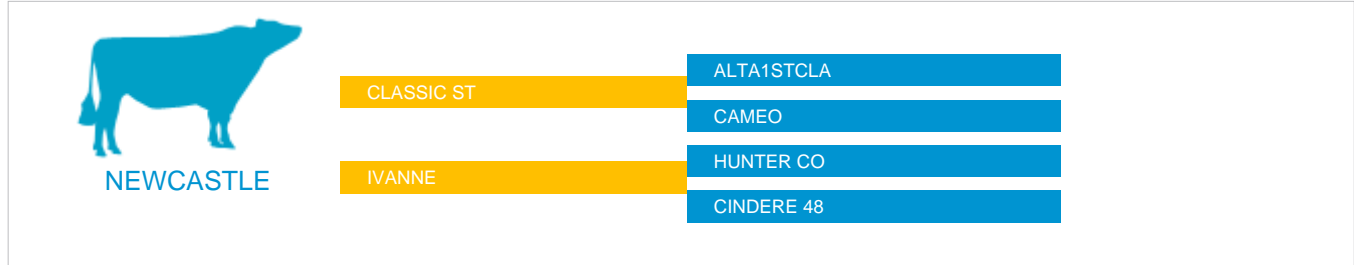 NEWCASTLE
CLASSIC ST
IVANNE
ALTA1STCLA
CAMEO
HUNTER CO
CINDERE 48